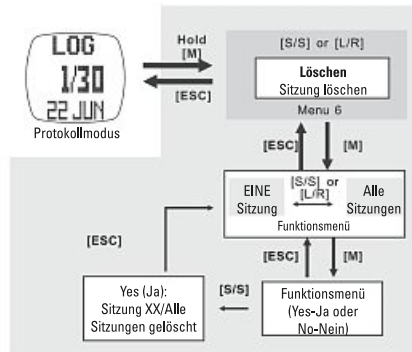 LOG
1/30
22 JUN
Protokollmodus
Hold
[M]
[ESC]
[S/S] or [L/R]
Löschen
Sitzung löschen
Menu 6
[ESC]
[M]
EINE
Sitzung
[S/S] or
[L/R]
Alle
Sitzungen
Funktionsmenü
[ESC]
[ESC]
[M]
Yes (Ja):
Sitzung XX/Alle
Sitzungen gelöscht
[S/S]
Funktionsmenü
(Yes-Ja oder
No-Nein)